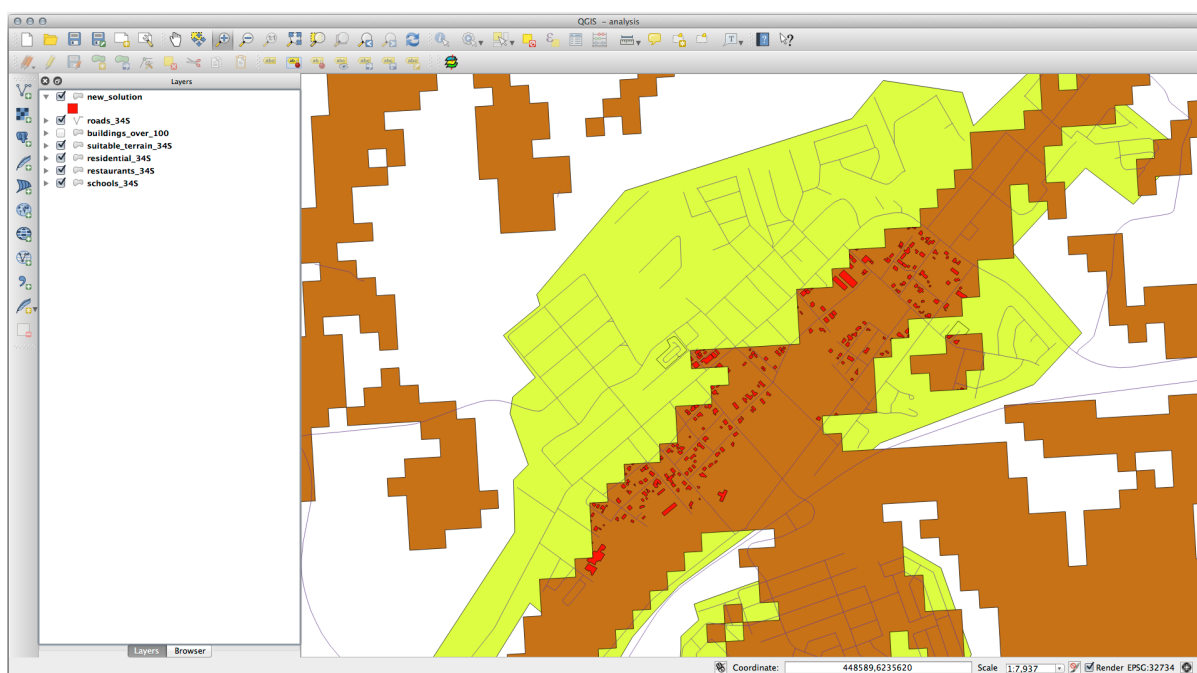 QGIS - analysis
Layers
new_solution
roads_34S
buildings_over_100
suitable_terrain_34S
residential_34S
restaurants_34S
schools_34S
Layers
Browser
Coordinate:
448589,6235620
Scale
1:7,937
Render
EPSG:32734